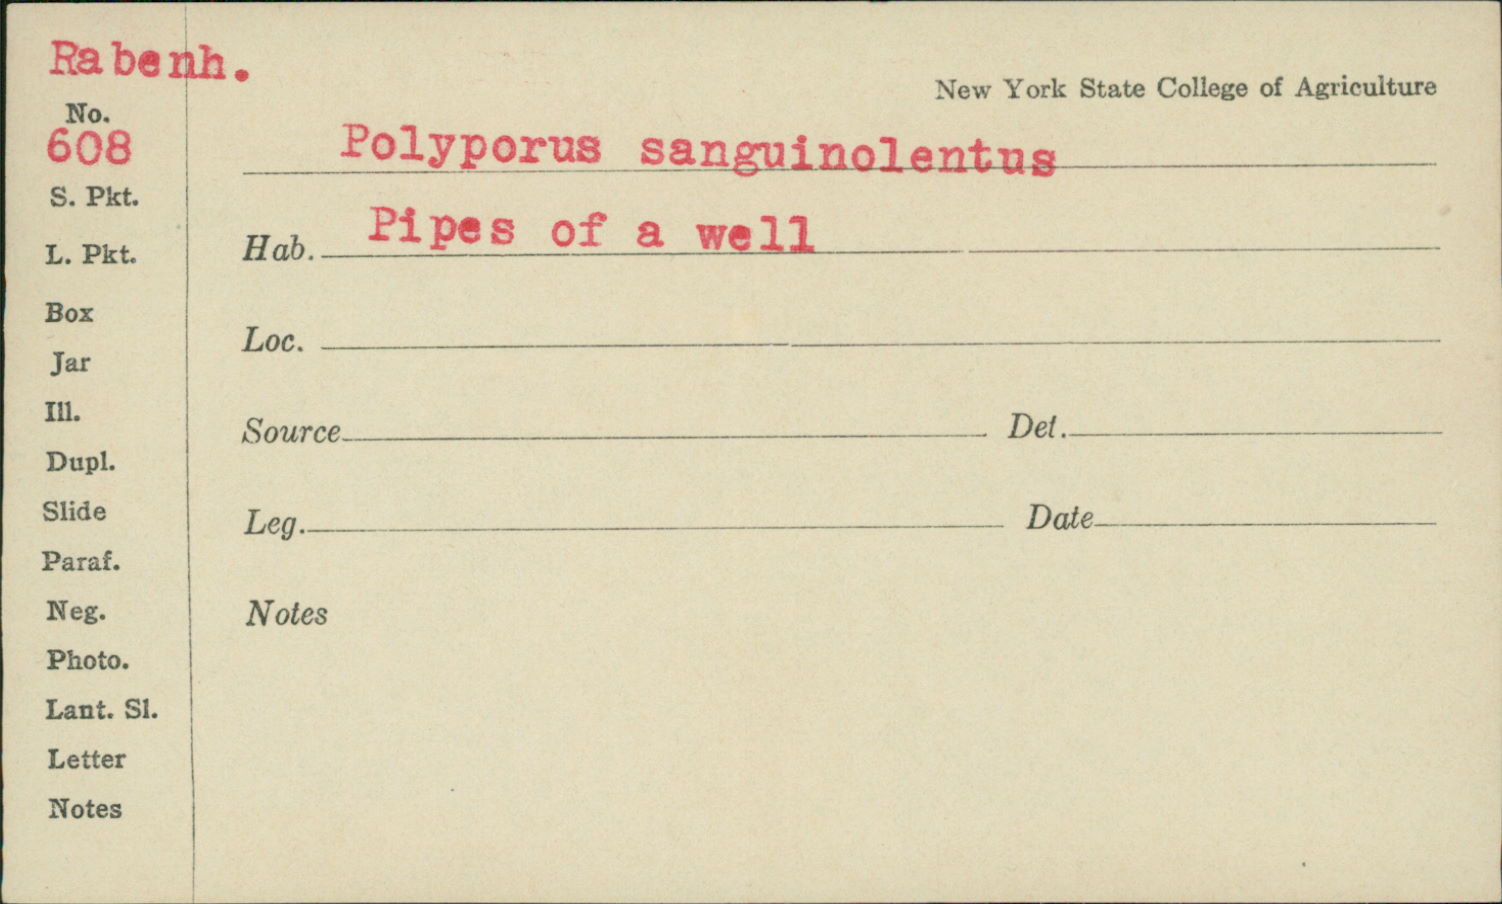 Rabenh.
New York State College of Agriculture
No.
608
Polyporus sanguinolentus
S. Pkt.
Hab. Pipes of a well
L. Pkt.
Box
Loc.
Jar
Ill.
Source Det.
Dupl.
Slide
Leg. Date
Paraf.
Neg.
Notes
Photo.
Lant. Sl.
Letter
Notes